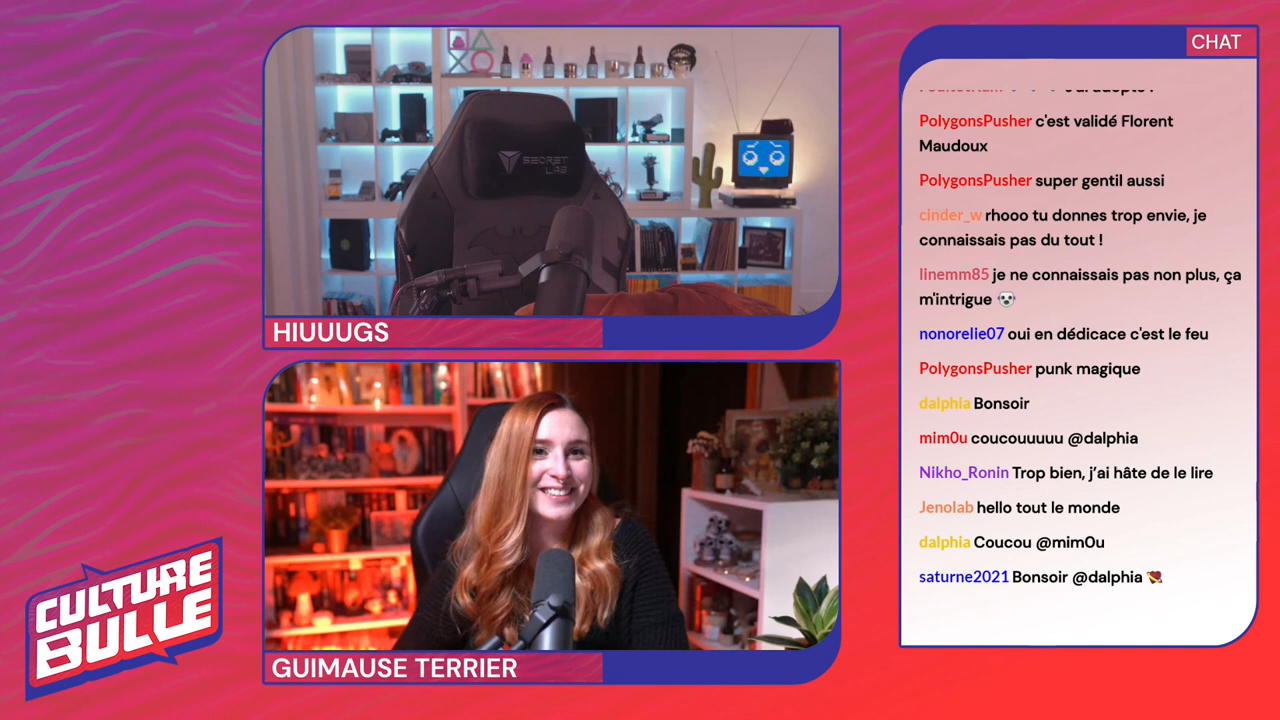 CHAT
PolygonsPusher c'est validé Florent
Maudoux
PolygonsPusher super gentil aussi
cinder_w rhooo tu donnes trop envie, je
connaissais pas du tout !
linemm85 je ne connaissais pas non plus, ça
m'intrigue
nonorelie07 oui en dédicace c'est le feu
PolygonsPusher punk magique
dalphia Bonsoir
mim0u coucouuuuu @dalphia
Nikho_Ronin Trop bien, j'ai hâte de le lire
Jenolab hello tout le monde
dalphia Coucou @mim0u
saturne2021 Bonsoir @dalphia
SECRET
LAB
HIUUUGS
GUIMAUSE TERRIER
CULTURE
BULLE